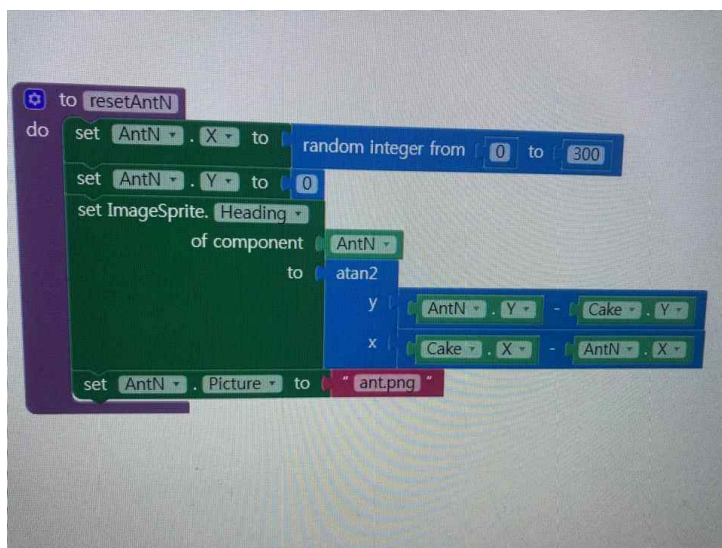 to resetAntN
do set AntN . X to random integer from 0 to 300
set AntN . Y to 0
set ImageSprite. Heading
of component AntN
to atan2
y AntN . Y - Cake . Y
x Cake . X - AntN . X
set AntN . Picture to " ant.png "